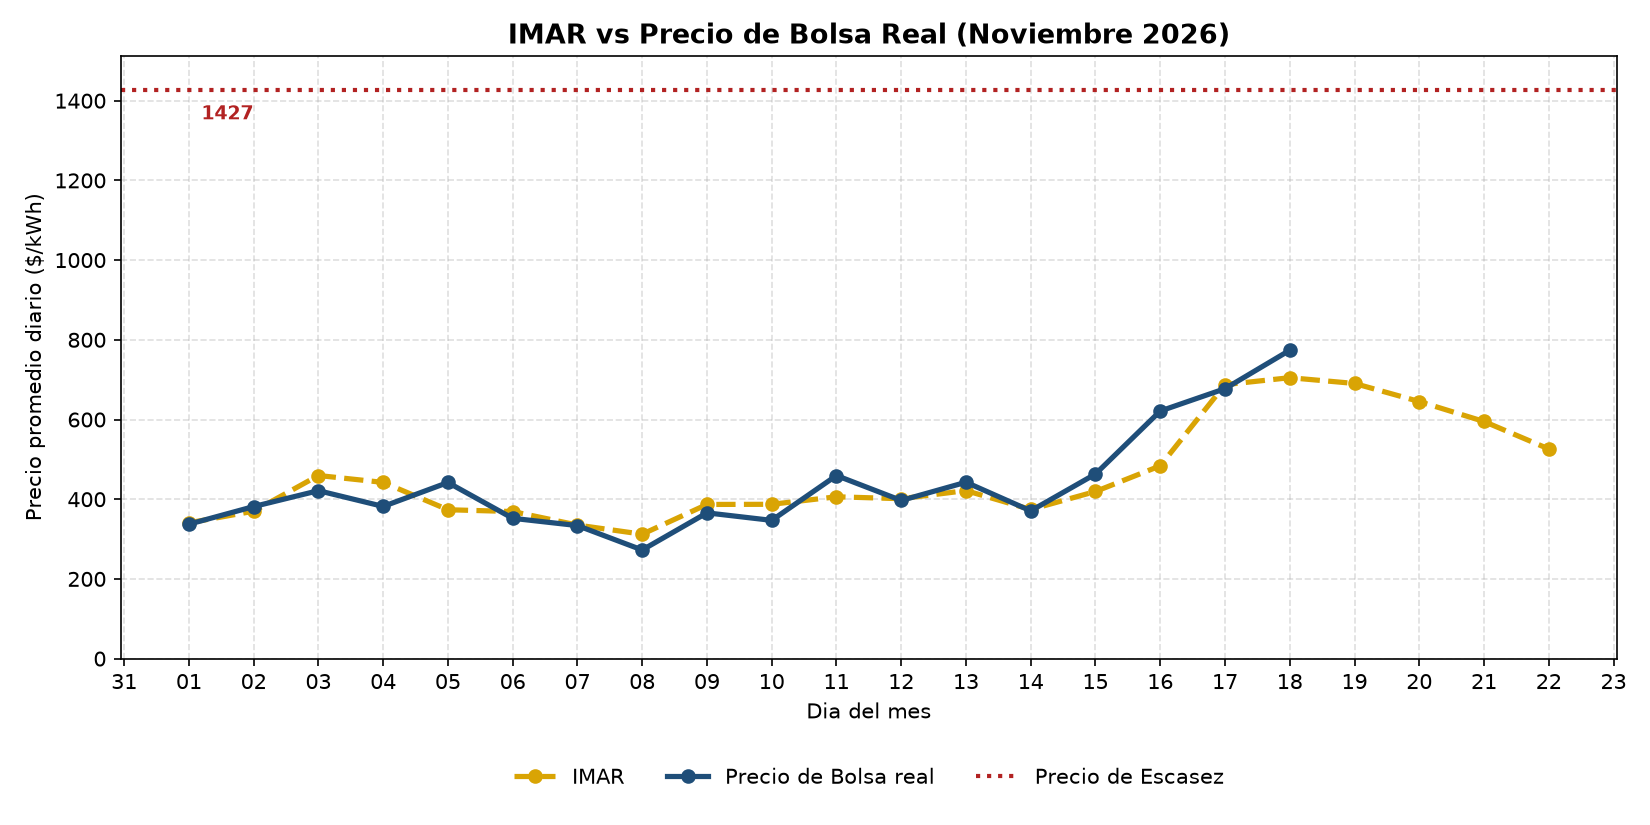 IMAR vs Precio de Bolsa Real (Noviembre 2026)
Precio promedio diario ($/kWh)
1400
1200
1000
800
600
400
200
0
1427
31 01 02 03 04 05 06 07 08 09 10 11 12 13 14 15 16 17 18 19 20 21 22 23
Dia del mes
IMAR Precio de Bolsa real Precio de Escasez